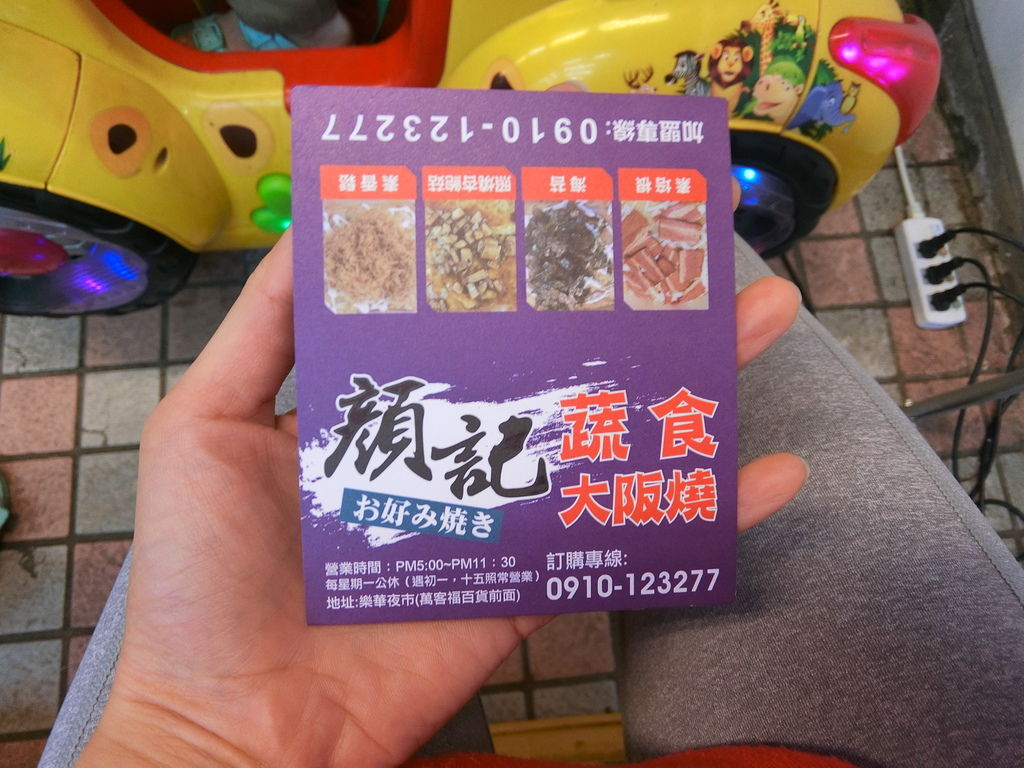 加盟專線:0910-123277
素培根
海苔
照燒杏鮑菇
素香鬆
顏記
お好み焼き
蔬食
大阪燒
營業時間：PM5:00~PM11：30
每星期一公休（遇初一，十五照常營業）
地址:樂華夜市(萬客福百貨前面)
訂購專線:
0910-123277